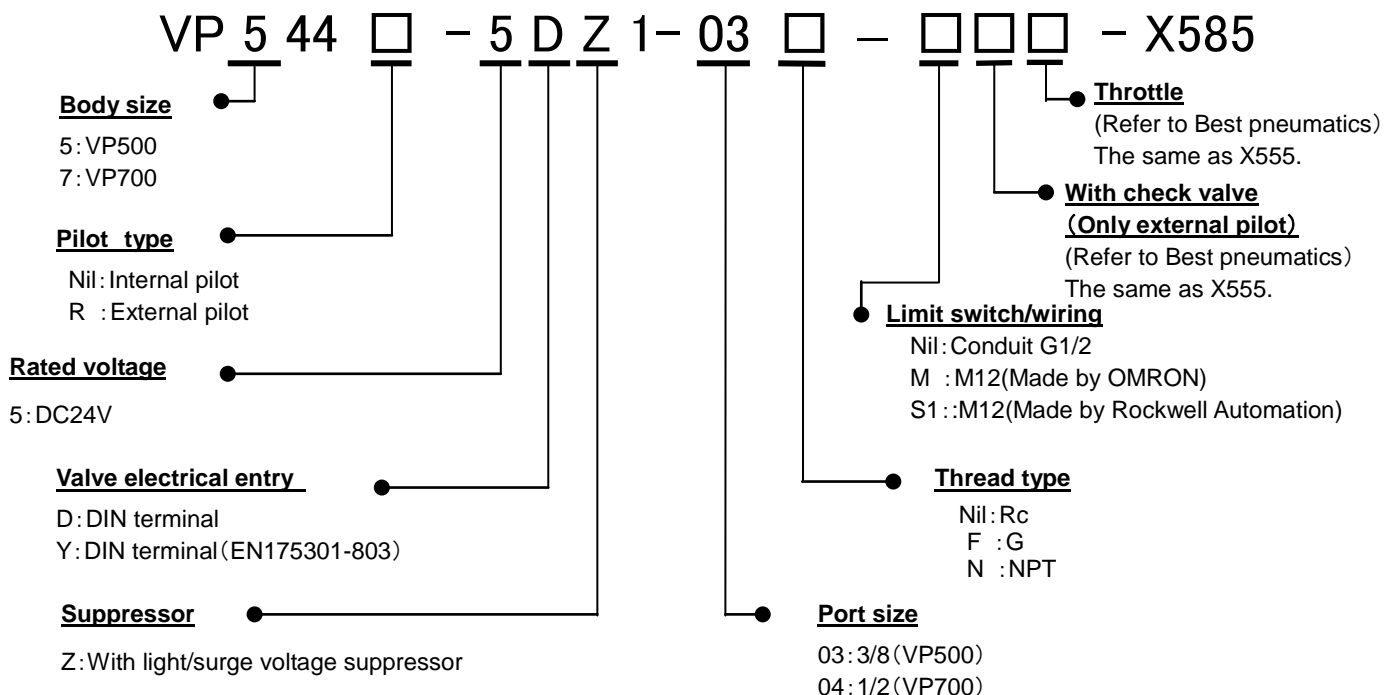 VP 5 44 □ - 5 D Z 1- 03 □ - □□□ - X585
Body size
5:VP500
7:VP700
Pilot type
Nil:Internal pilot
R :External pilot
Rated voltage
5:DC24V
Valve electrical entry
D:DIN terminal
Y:DIN terminal(EN175301-803)
Suppressor
Z:With light/surge voltage suppressor
Throttle
(Refer to Best pneumatics)
The same as X555.
With check valve
(Only external pilot)
(Refer to Best pneumatics)
The same as X555.
Limit switch/wiring
Nil:Conduit G1/2
M :M12(Made by OMRON)
S1::M12(Made by Rockwell Automation)
Thread type
Nil:Rc
F :G
N :NPT
Port size
03:3/8(VP500)
04:1/2(VP700)